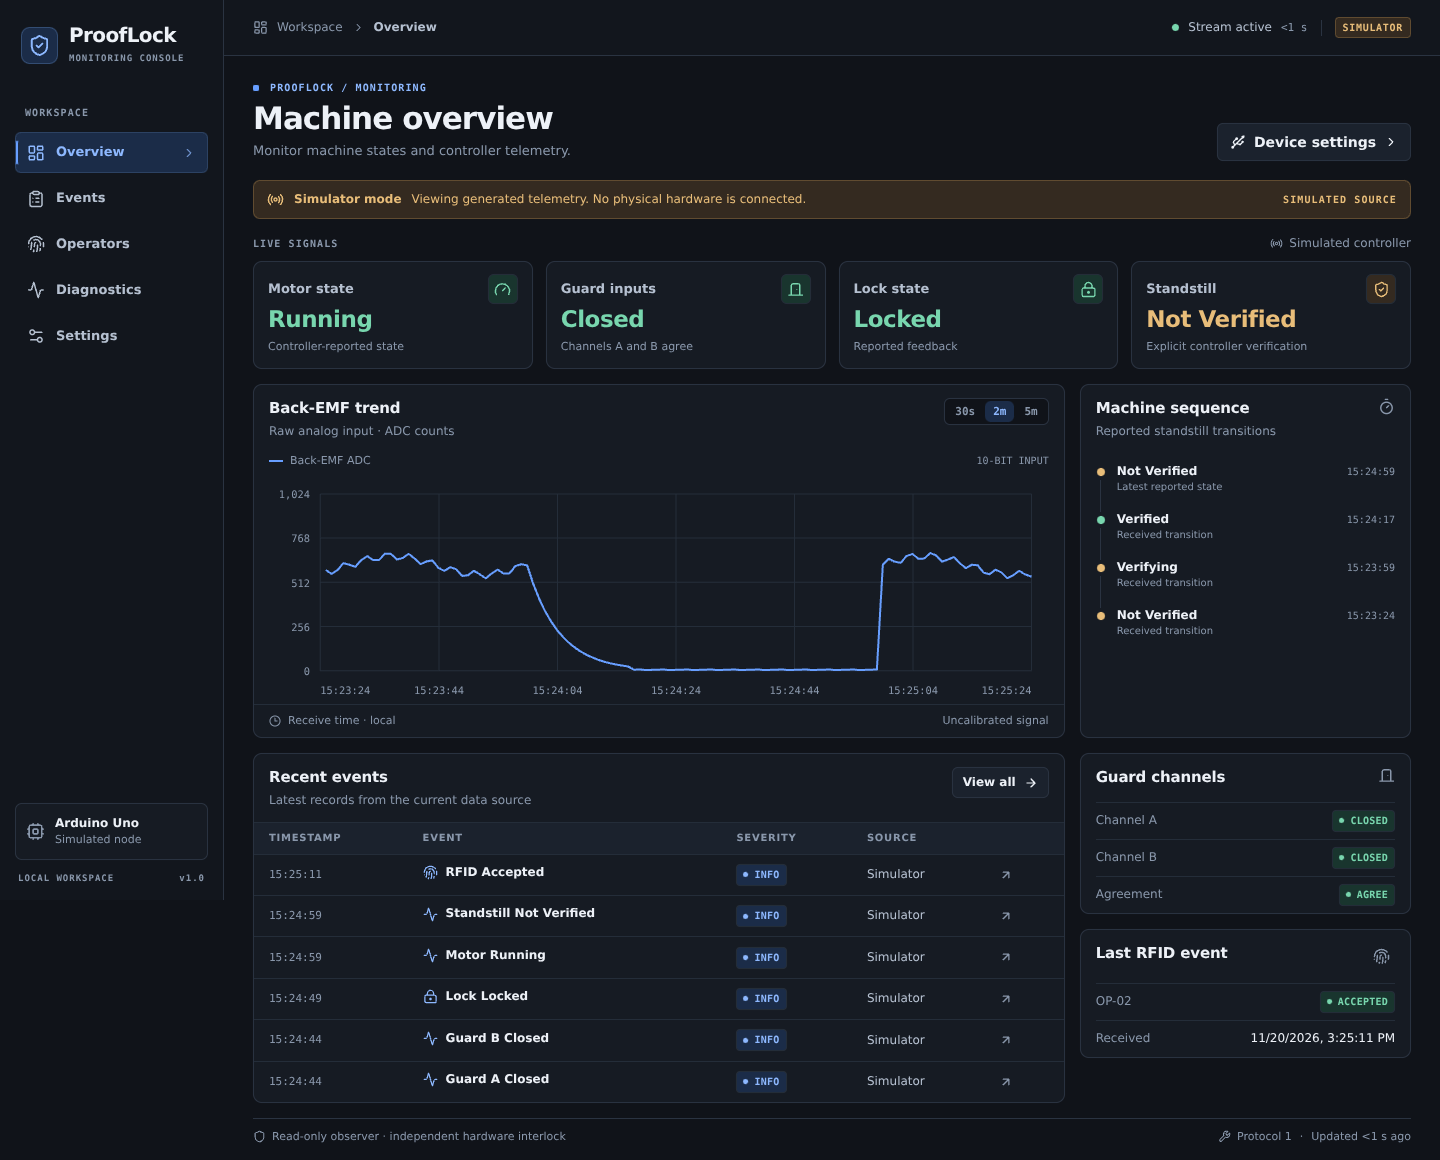 ProofLock
MONITORING CONSOLE
WORKSPACE
Overview
Events
Operators
Diagnostics
Settings
Arduino Uno
Simulated node
LOCAL WORKSPACE v1.0
Workspace Overview
Stream active <1 s SIMULATOR
PROOFLOCK / MONITORING
Machine overview
Monitor machine states and controller telemetry.
Device settings
Simulator mode Viewing generated telemetry. No physical hardware is connected. SIMULATED SOURCE
LIVE SIGNALS Simulated controller
Motor state
Running
Controller-reported state
Guard inputs
Closed
Channels A and B agree
Lock state
Locked
Reported feedback
Standstill
Not Verified
Explicit controller verification
Back-EMF trend
Raw analog input · ADC counts
30s 2m 5m
Back-EMF ADC 10-BIT INPUT
1,024
768
512
256
0
15:23:24 15:23:44 15:24:04 15:24:24 15:24:44 15:25:04 15:25:24
Receive time · local Uncalibrated signal
Machine sequence
Reported standstill transitions
Not Verified 15:24:59
Latest reported state
Verified 15:24:17
Received transition
Verifying 15:23:59
Received transition
Not Verified 15:23:24
Received transition
Recent events
Latest records from the current data source
View all
TIMESTAMP EVENT SEVERITY SOURCE
15:25:11 RFID Accepted INFO Simulator
15:24:59 Standstill Not Verified INFO Simulator
15:24:59 Motor Running INFO Simulator
15:24:49 Lock Locked INFO Simulator
15:24:44 Guard B Closed INFO Simulator
15:24:44 Guard A Closed INFO Simulator
Guard channels
Channel A CLOSED
Channel B CLOSED
Agreement AGREE
Last RFID event
OP-02 ACCEPTED
Received 11/20/2026, 3:25:11 PM
Read-only observer · independent hardware interlock
Protocol 1 · Updated <1 s ago